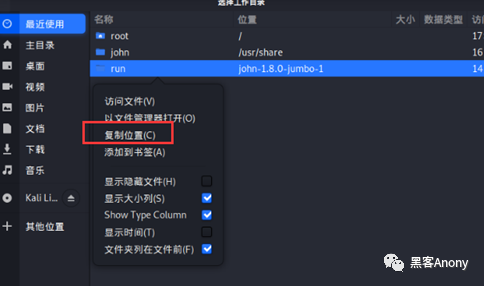 选择工作目录
最近使用
主目录
桌面
视频
图片
文档
下载
音乐
Kali Li...
其他位置
名称 位置 大小 数据类型 访
root / 17
john /usr/share 16
run john-1.8.0-jumbo-1 14
访问文件(V)
以文件管理器打开(O)
复制位置(C)
添加到书签(A)
显示隐藏文件(H)
显示大小列(S)
Show Type Column
显示时间(T)
文件夹列在文件前(F)
黑客Anony